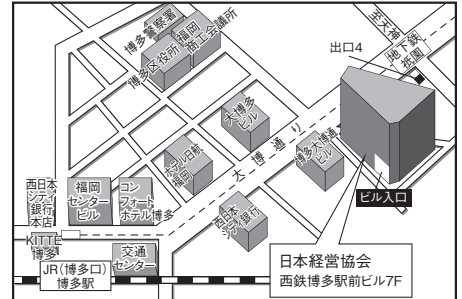 博多警察署
博多区役所
福岡
商工会議所
至天神
地下鉄
祇園
出口4
大博多
ビル
大博通り
ホテル日航
福岡
博多大博通
ビル
西日本
シティ
銀行
本店
福岡
センター
ビル
コン
フォート
ホテル博多
西日本
シティ銀行
ビル入口
KITTE
博多
交通
センター
JR(博多口)
博多駅
日本経営協会
西鉄博多駅前ビル7F